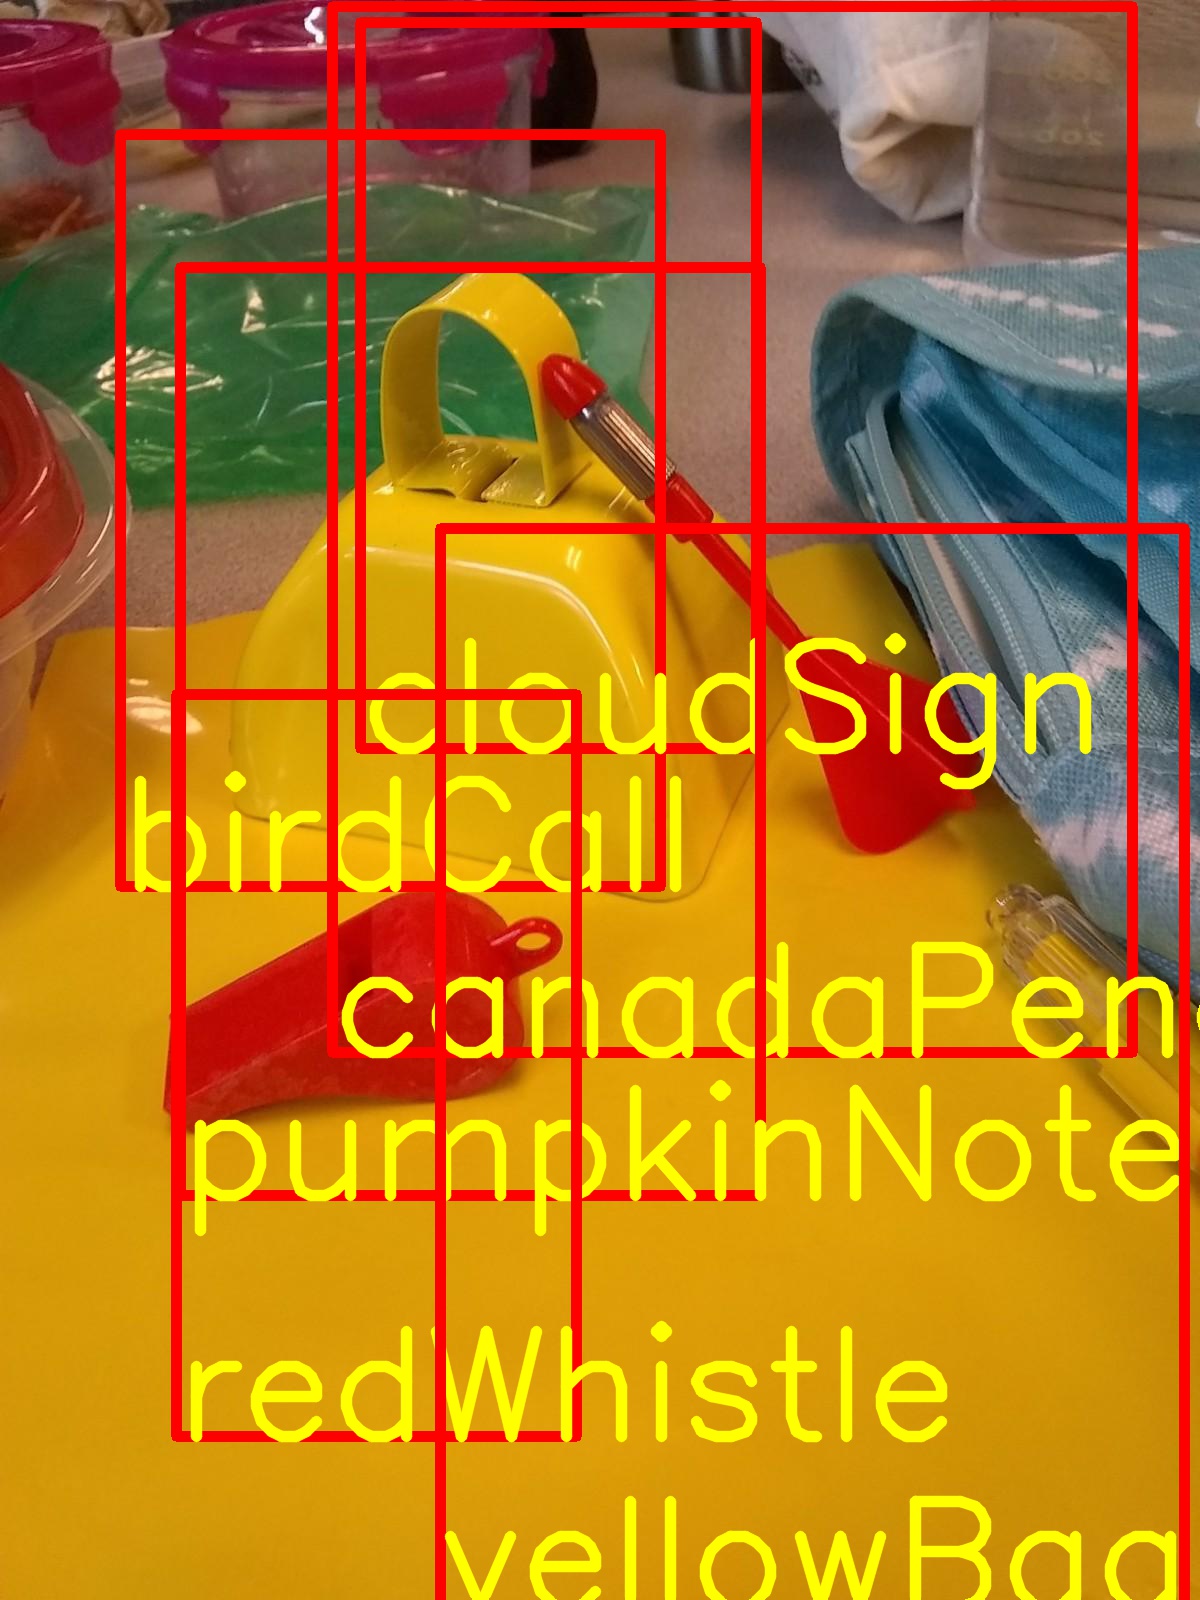 cloudSign
birdCall
canadaPen
pumpkinNote
redWhistle
yellowBag